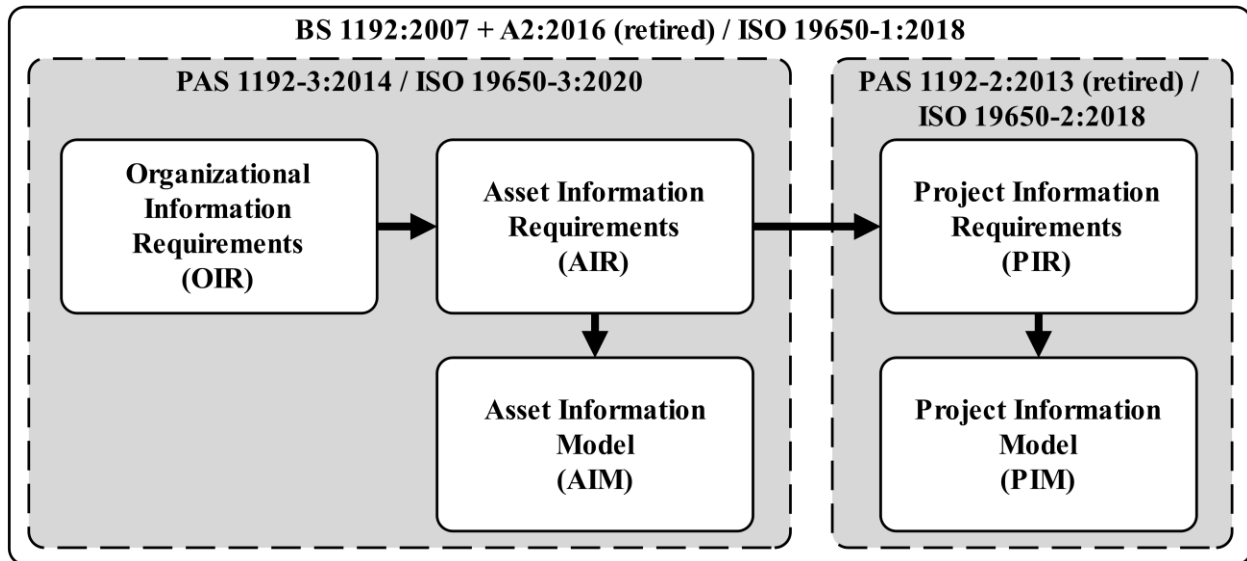 BS 1192:2007 + A2:2016 (retired) / ISO 19650-1:2018
PAS 1192-3:2014 / ISO 19650-3:2020
Organizational
Information
Requirements
(OIR)
Asset Information
Requirements
(AIR)
Asset Information
Model
(AIM)
PAS 1192-2:2013 (retired) /
ISO 19650-2:2018
Project Information
Requirements
(PIR)
Project Information
Model
(PIM)